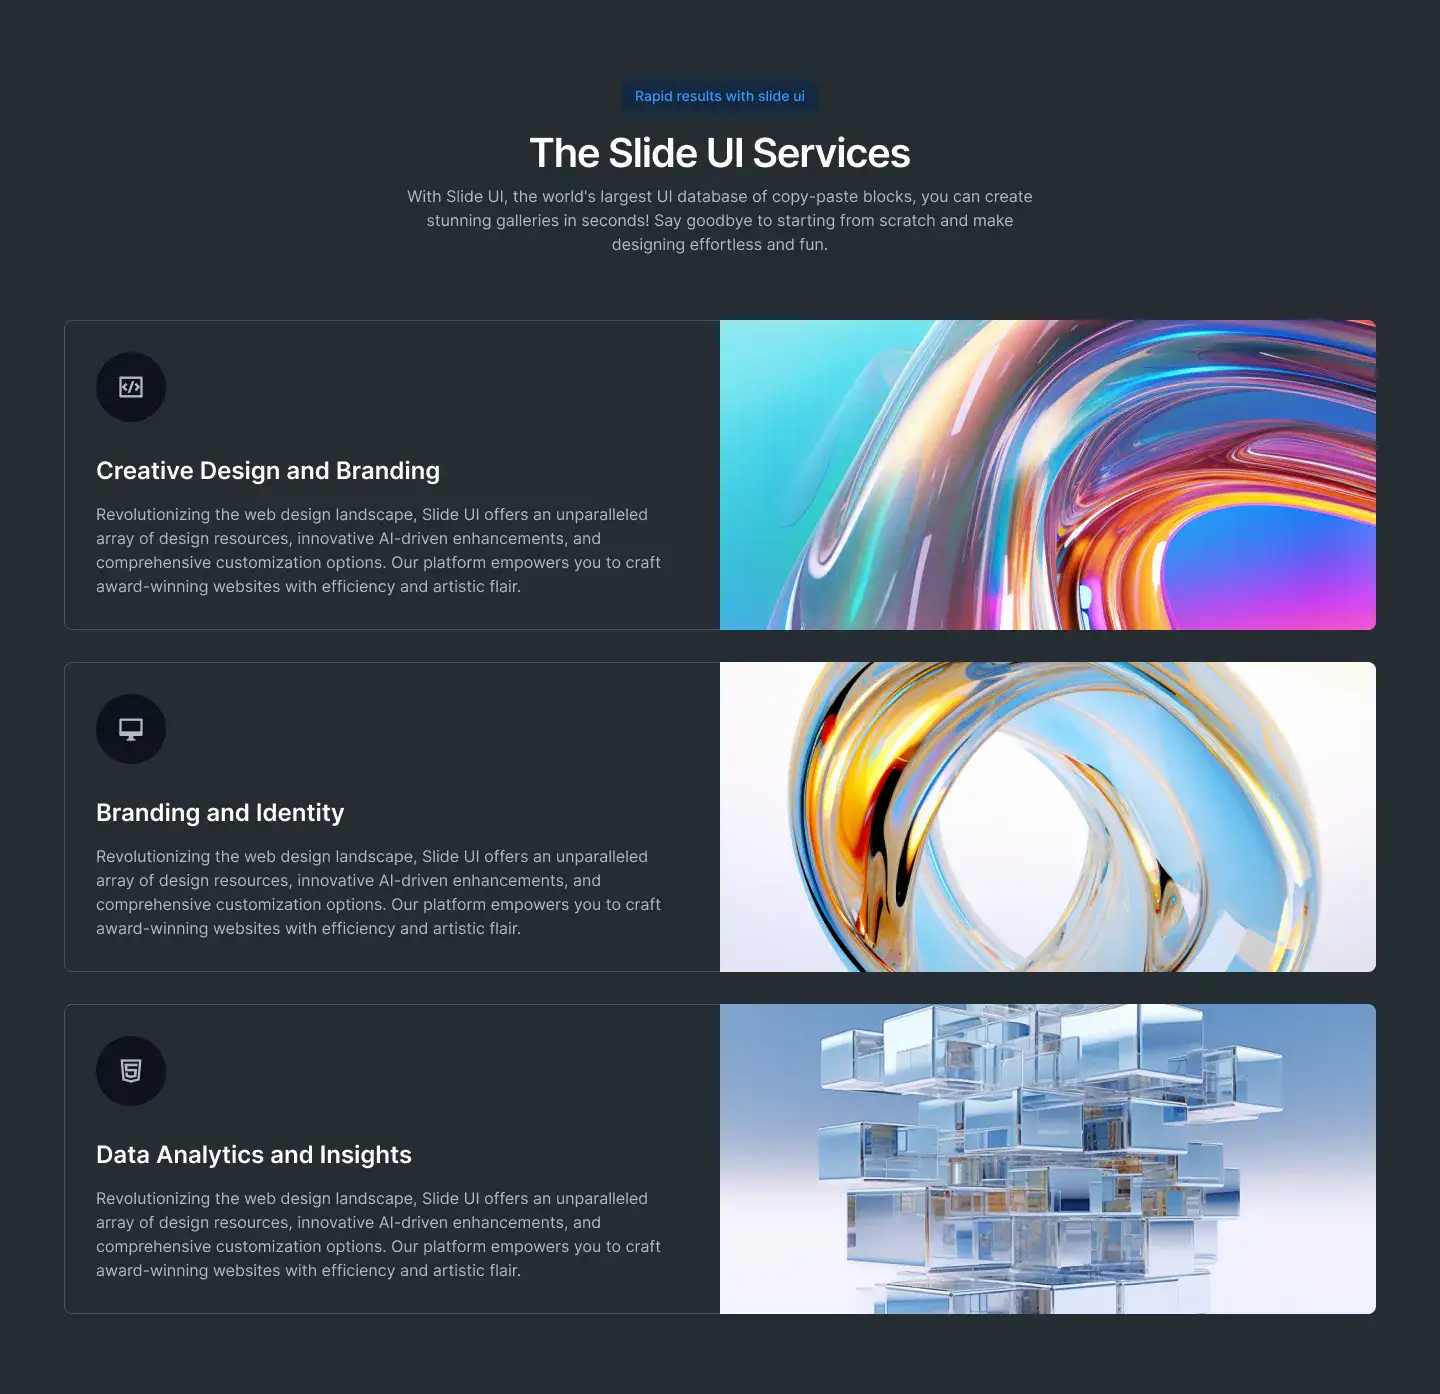 Rapid results with slide ui
The Slide UI Services
With Slide UI, the world's largest UI database of copy-paste blocks, you can create
stunning galleries in seconds! Say goodbye to starting from scratch and make
designing effortless and fun.
Creative Design and Branding
Revolutionizing the web design landscape, Slide UI offers an unparalleled
array of design resources, innovative AI-driven enhancements, and
comprehensive customization options. Our platform empowers you to craft
award-winning websites with efficiency and artistic flair.
Branding and Identity
Revolutionizing the web design landscape, Slide UI offers an unparalleled
array of design resources, innovative AI-driven enhancements, and
comprehensive customization options. Our platform empowers you to craft
award-winning websites with efficiency and artistic flair.
Data Analytics and Insights
Revolutionizing the web design landscape, Slide UI offers an unparalleled
array of design resources, innovative AI-driven enhancements, and
comprehensive customization options. Our platform empowers you to craft
award-winning websites with efficiency and artistic flair.